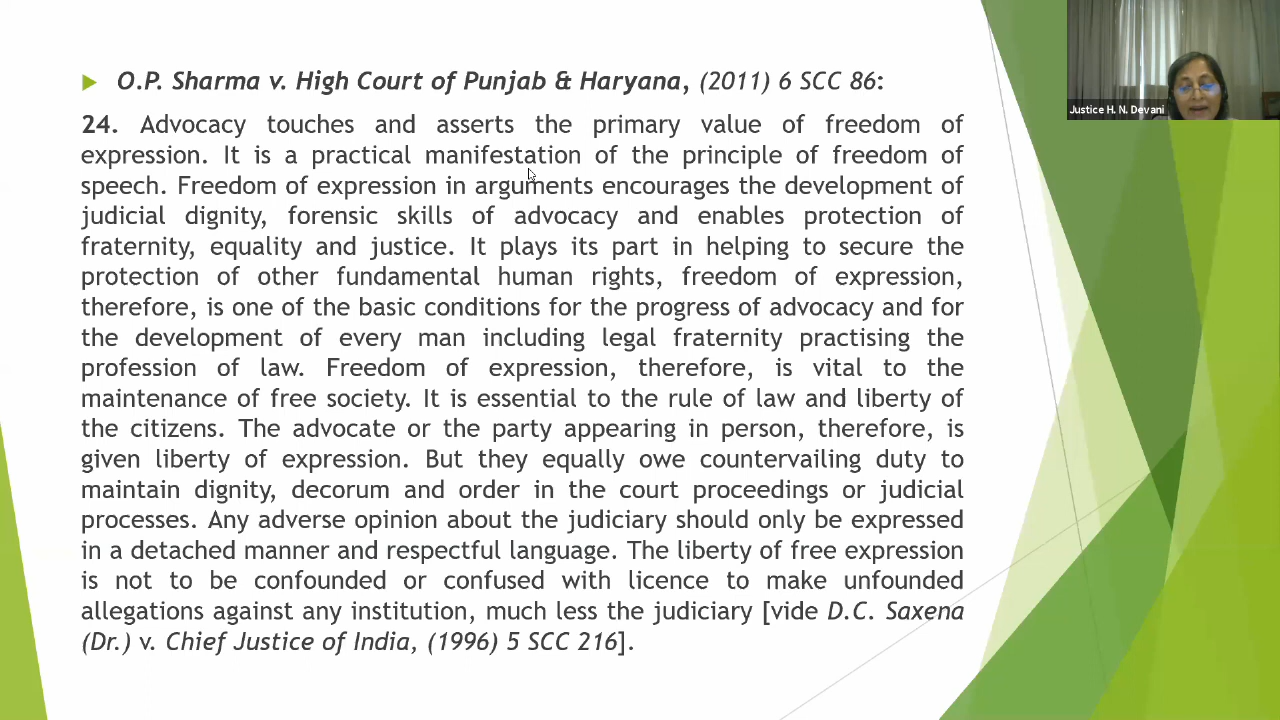 O.P. Sharma v. High Court of Punjab & Haryana, (2011) 6 SCC 86:
24. Advocacy touches and asserts the primary value of freedom of
expression. It is a practical manifestation of the principle of freedom of
speech. Freedom of expression in arguments encourages the development of
judicial dignity, forensic skills of advocacy and enables protection of
fraternity, equality and justice. It plays its part in helping to secure the
protection of other fundamental human rights, freedom of expression,
therefore, is one of the basic conditions for the progress of advocacy and for
the development of every man including legal fraternity practising the
profession of law. Freedom of expression, therefore, is vital to the
maintenance of free society. It is essential to the rule of law and liberty of
the citizens. The advocate or the party appearing in person, therefore, is
given liberty of expression. But they equally owe countervailing duty to
maintain dignity, decorum and order in the court proceedings or judicial
processes. Any adverse opinion about the judiciary should only be expressed
in a detached manner and respectful language. The liberty of free expression
is not to be confounded or confused with licence to make unfounded
allegations against any institution, much less the judiciary [vide D.C. Saxena
(Dr.) v. Chief Justice of India, (1996) 5 SCC 216].
Justice H. N. Devani